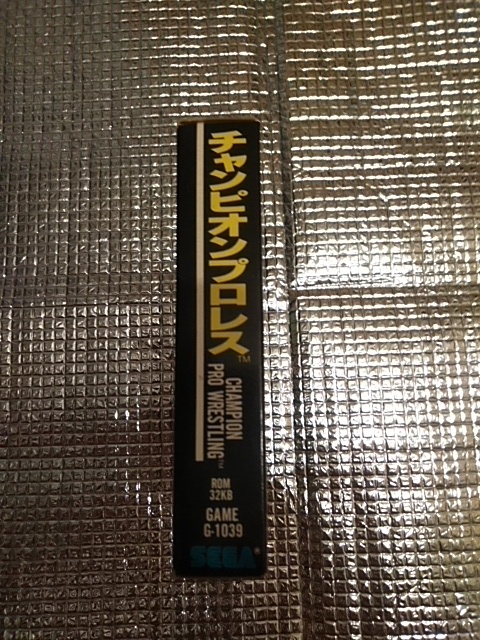 チャンピオンプロレス™
CHAMPION
PRO WRESTLING™
ROM
32KB
GAME
G-1039
SEGA®